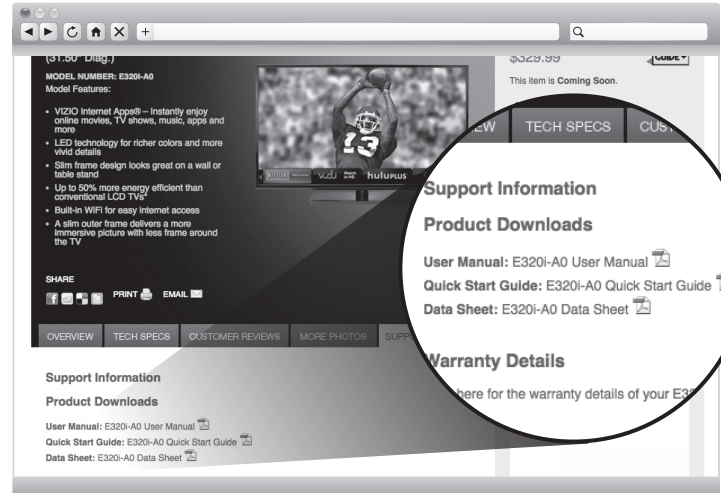 (31.50" Diag.)
MODEL NUMBER: E320I-A0
Model Features:
• VIZIO Internet Apps® – Instantly enjoy
online movies, TV shows, music, apps and
more
• LED technology for richer colors and more
vivid details
• Slim frame design looks great on a wall or
table stand
• Up to 50% more energy efficient than
conventional LCD TVs*
• Built-in WiFi for easy internet access
• A slim outer frame delivers a more
immersive picture with less frame around
the TV
SHARE
PRINT EMAIL
13
VUDU
huluPLUS
$329.99
GUIDE
This item is Coming Soon.
OVERVIEW TECH SPECS CUSTOMER REVIEWS MORE PHOTOS SUPPO
Support Information
Product Downloads
User Manual: E320i-A0 User Manual
Quick Start Guide: E320i-A0 Quick Start Guide
Data Sheet: E320i-A0 Data Sheet
EW TECH SPECS CUST
Support Information
Product Downloads
User Manual: E320i-A0 User Manual
Quick Start Guide: E320i-A0 Quick Start Guide
Data Sheet: E320i-A0 Data Sheet
Warranty Details
here for the warranty details of your E32